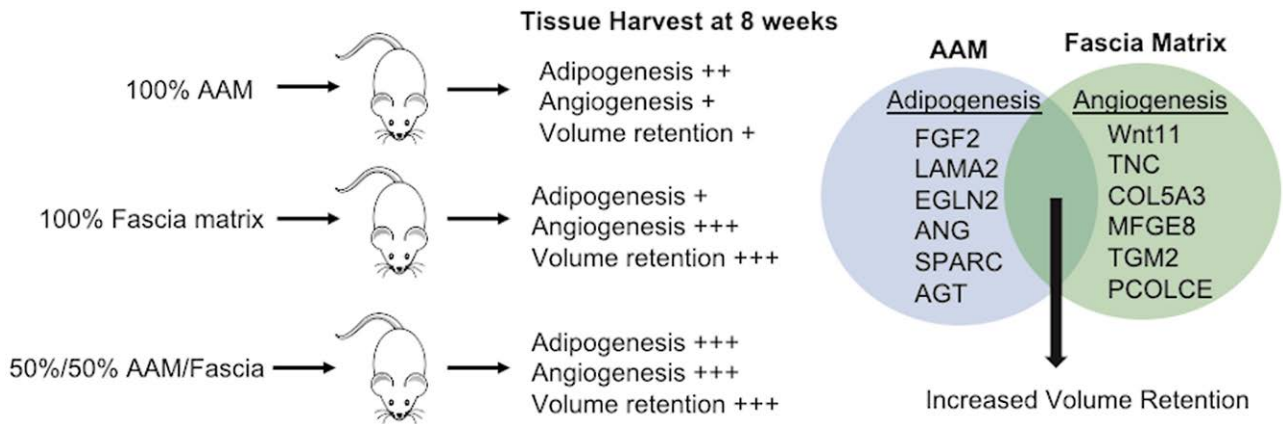 Tissue Harvest at 8 weeks
100% AAM
Adipogenesis ++
Angiogenesis +
Volume retention +
100% Fascia matrix
Adipogenesis +
Angiogenesis +++
Volume retention +++
50%/50% AAM/Fascia
Adipogenesis +++
Angiogenesis +++
Volume retention +++
AAM
Adipogenesis
FGF2
LAMA2
EGLN2
ANG
SPARC
AGT
Fascia Matrix
Angiogenesis
Wnt11
TNC
COL5A3
MFGE8
TGM2
PCOLCE
Increased Volume Retention